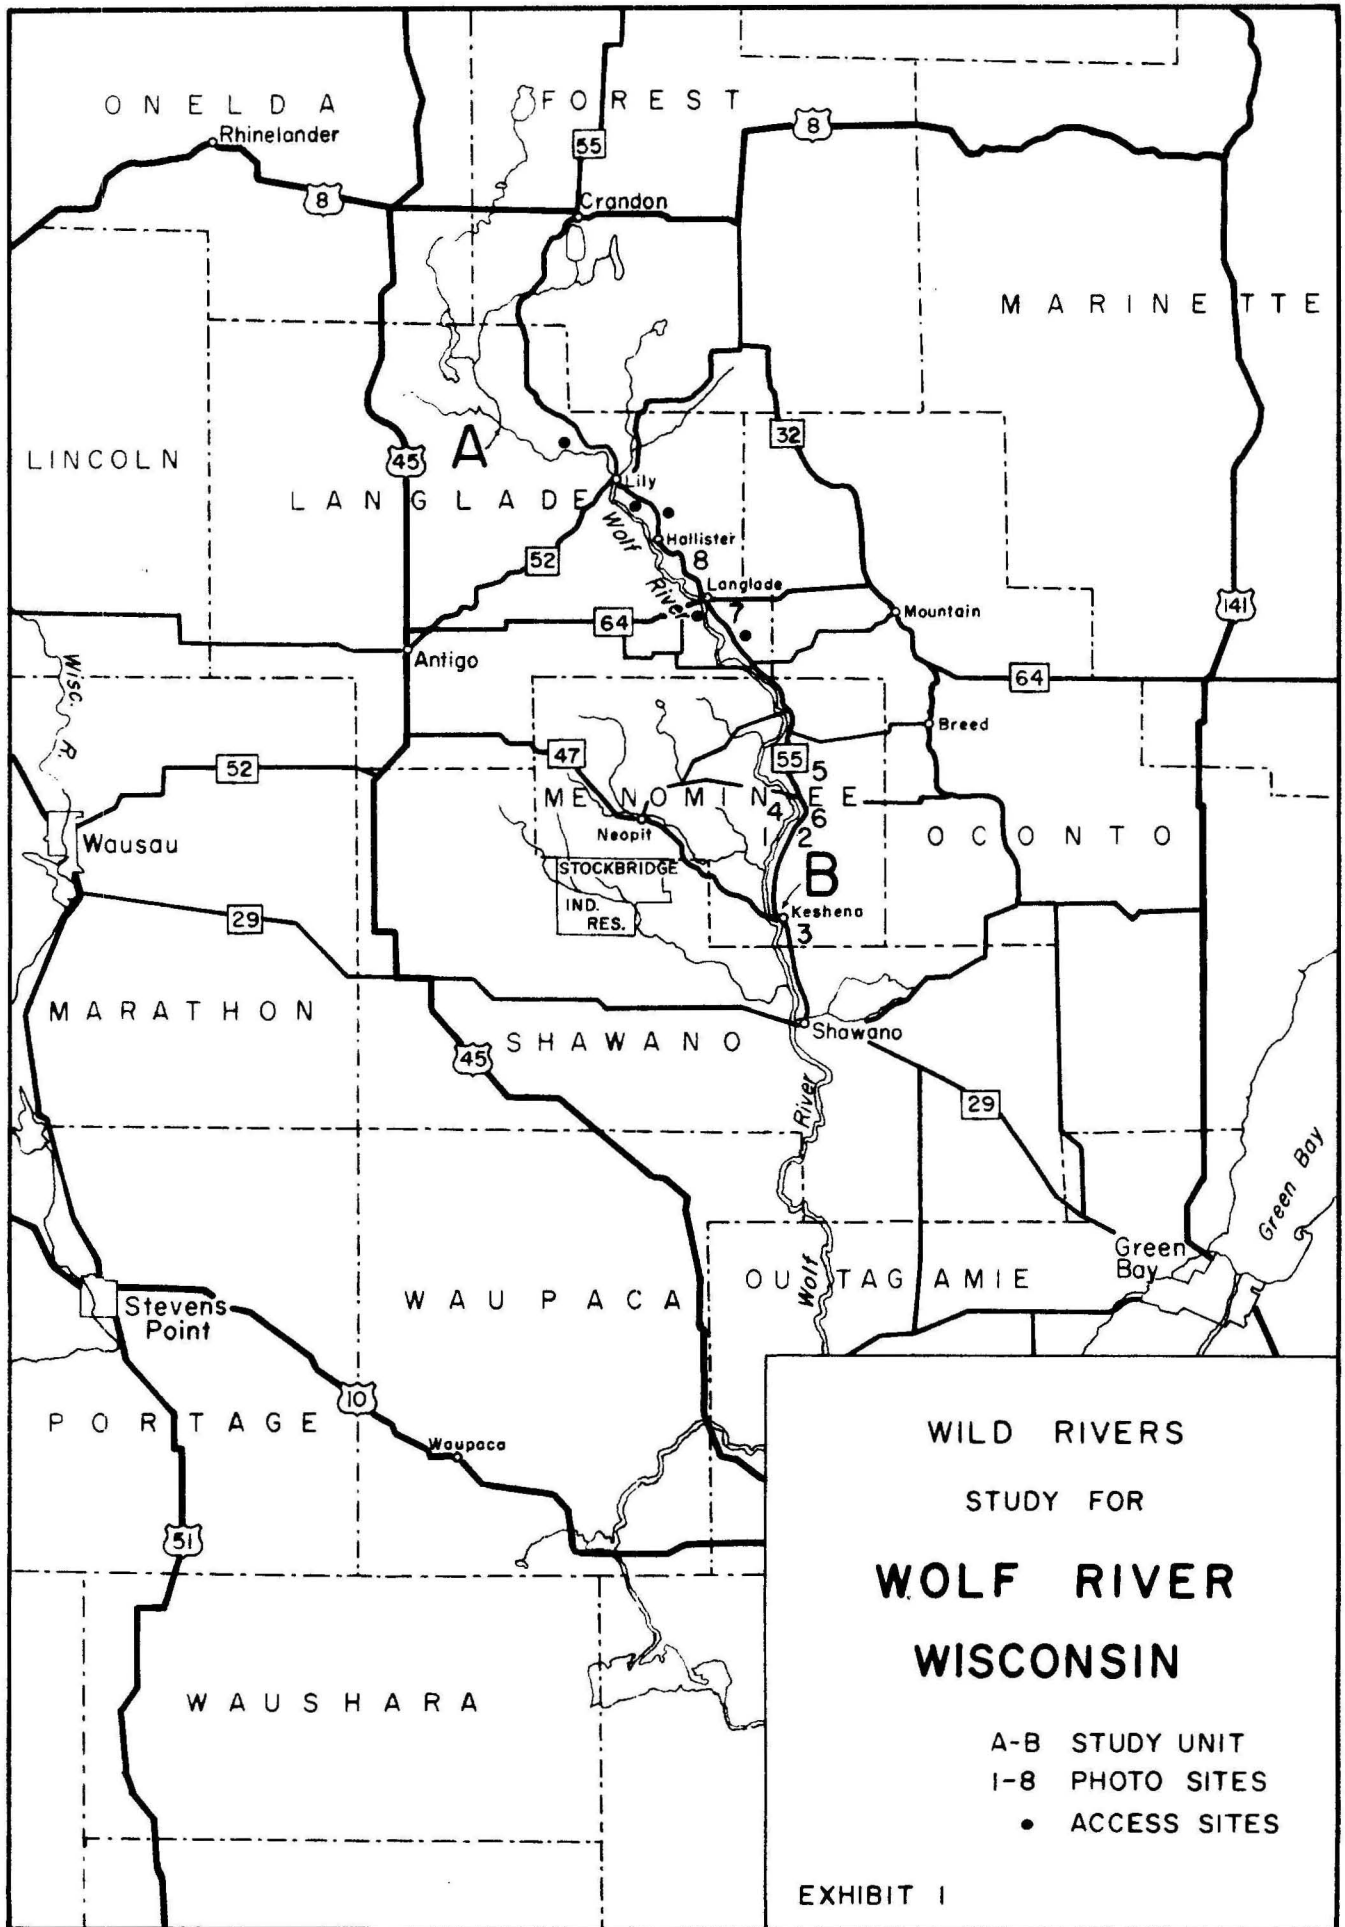 ONELDA
FOREST
Rhinelander
8
55
8
Crandon
MARINETTE
LINCOLN
45
A
32
LANGLADE
Lily
Wolf
River
Hallister
8
52
Langlade
7
64
Mountain
141
Antigo
64
Wisc. R.
47
55
Breed
52
5
MENOMINEE
4
6
2
Neopit
OCONTO
Wausau
STOCKBRIDGE
IND.
RES.
B
Keshena
3
29
MARATHON
SHAWANO
Shawano
45
River
29
Green Bay
Green
Bay
OUTAGAMIE
Wolf
WAUPACA
Stevens
Point
10
PORTAGE
Waupaca
51
WAUSHARA
WILD RIVERS
STUDY FOR
WOLF RIVER
WISCONSIN
A-B STUDY UNIT
1-8 PHOTO SITES
• ACCESS SITES
EXHIBIT 1